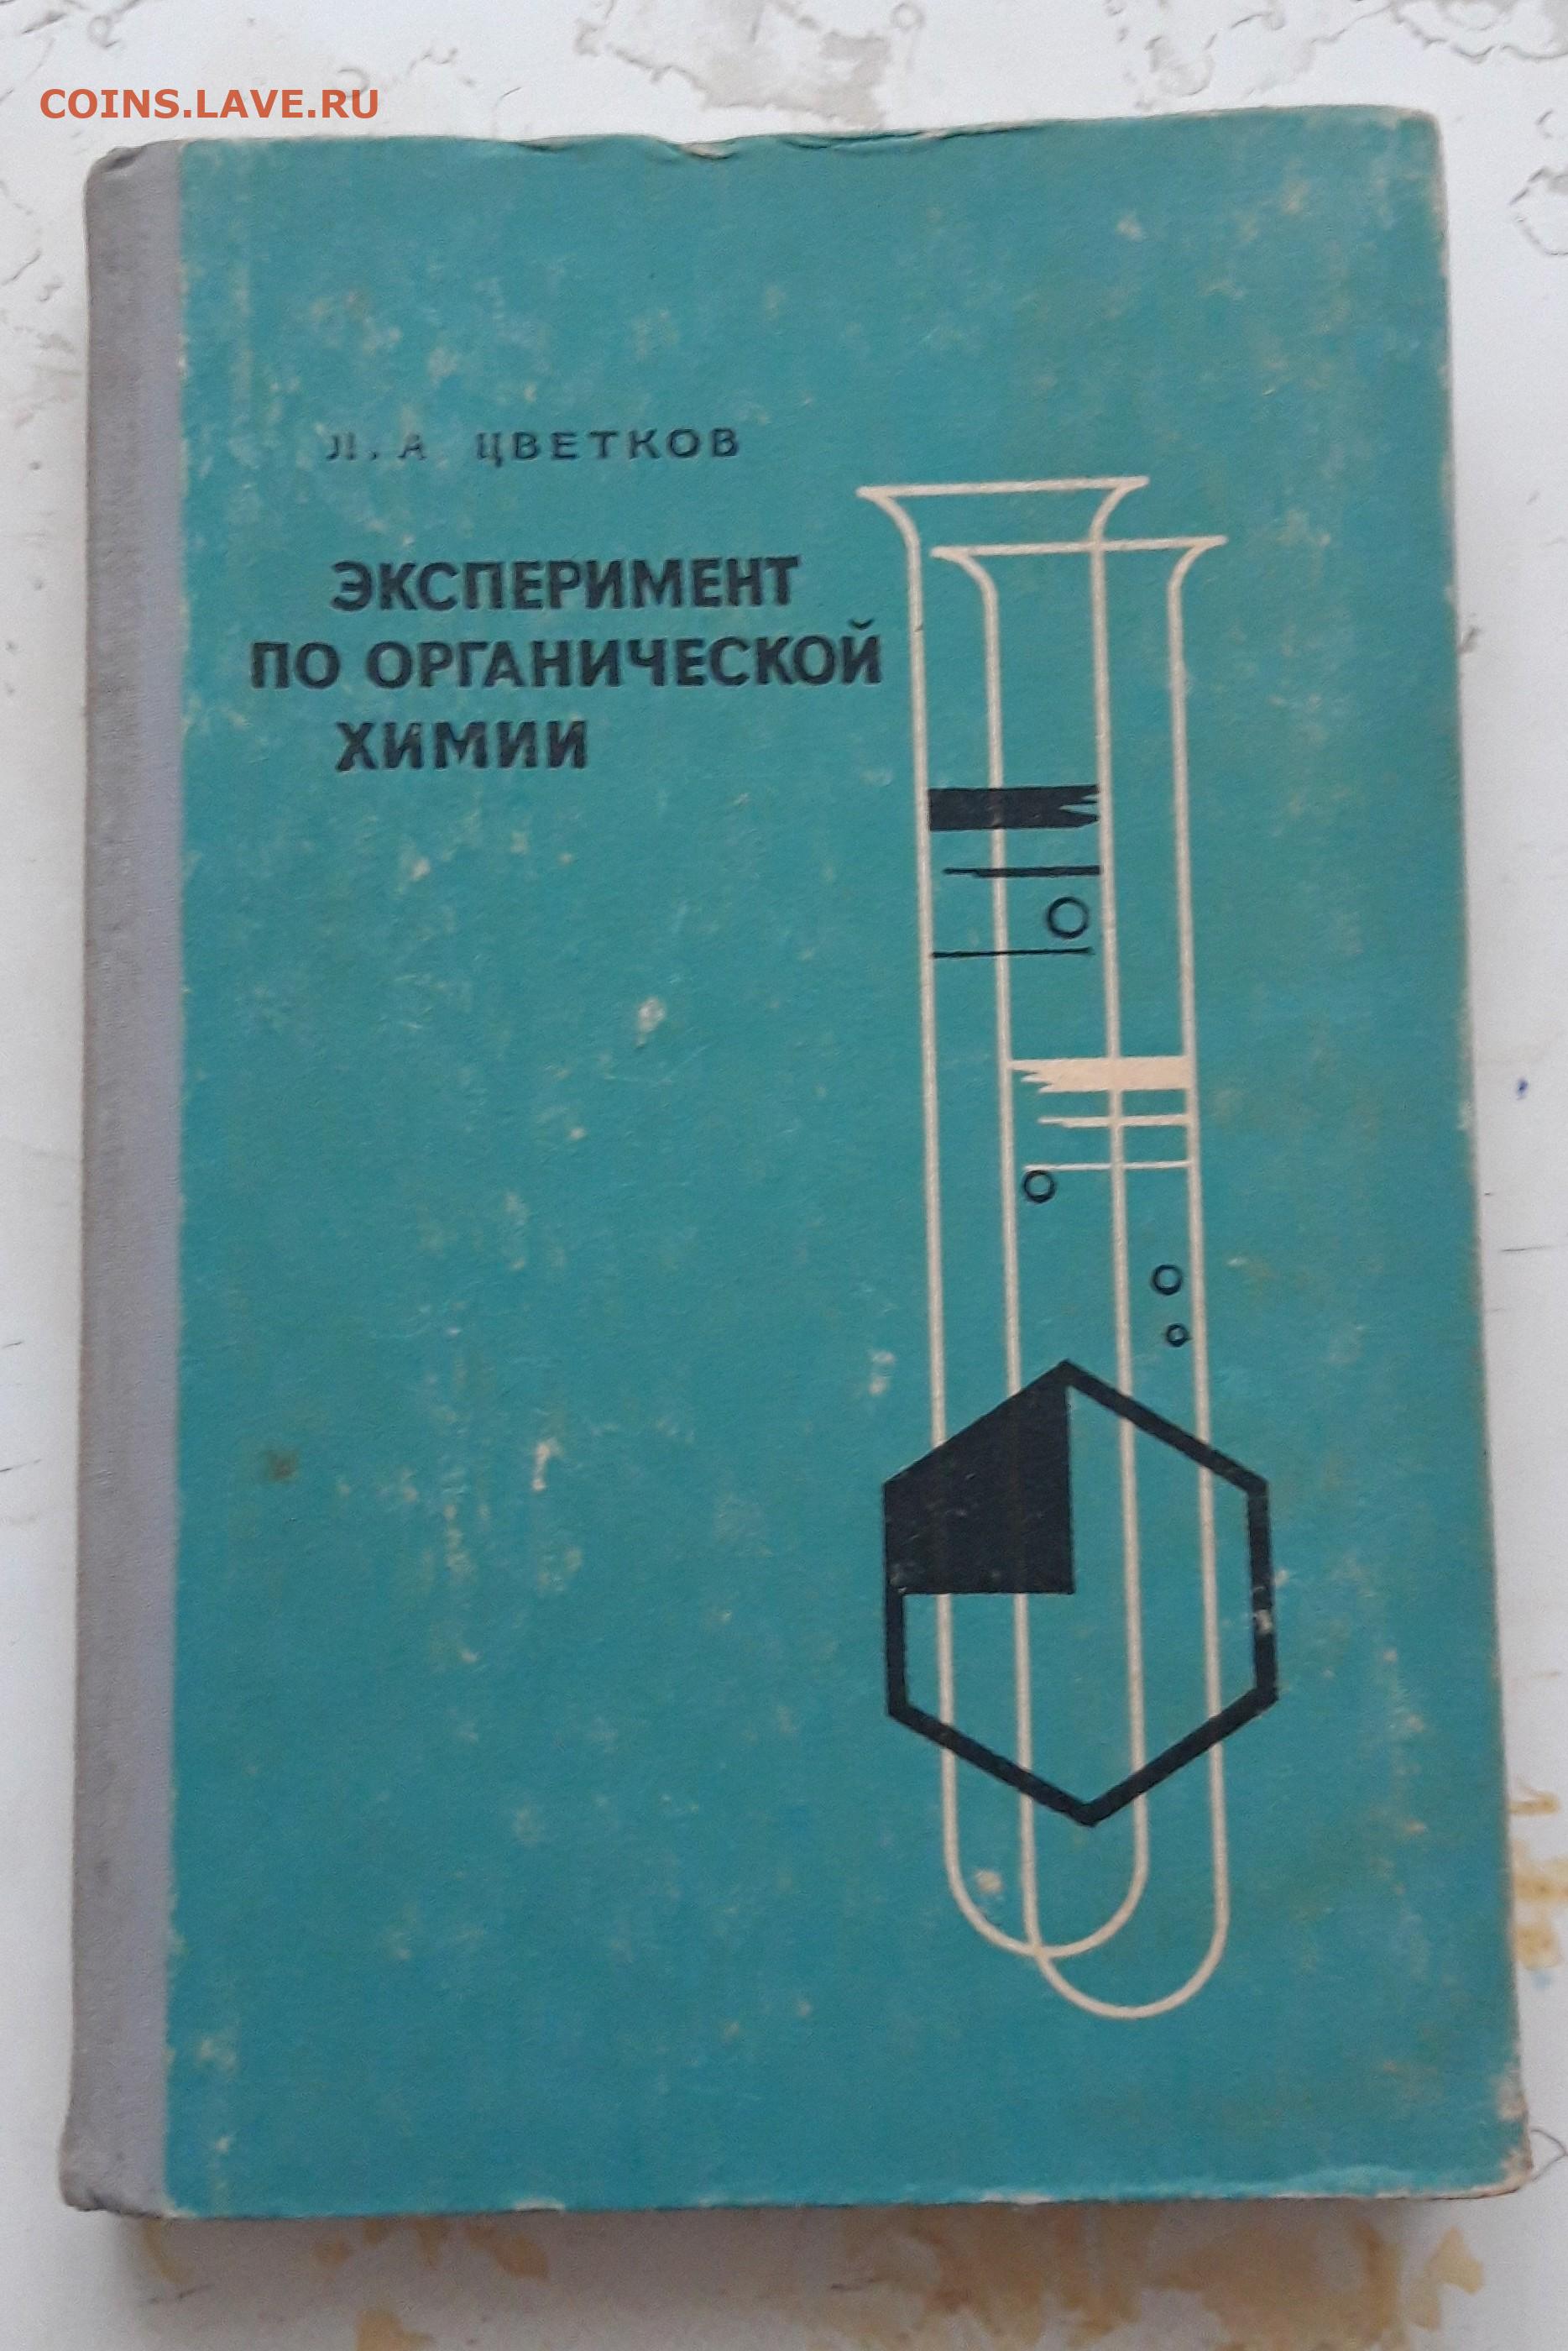 COINS.LAVE.RU
Л. А ЦВЕТКОВ
ЭКСПЕРИМЕНТ
ПО ОРГАНИЧЕСКОЙ
ХИМИИ